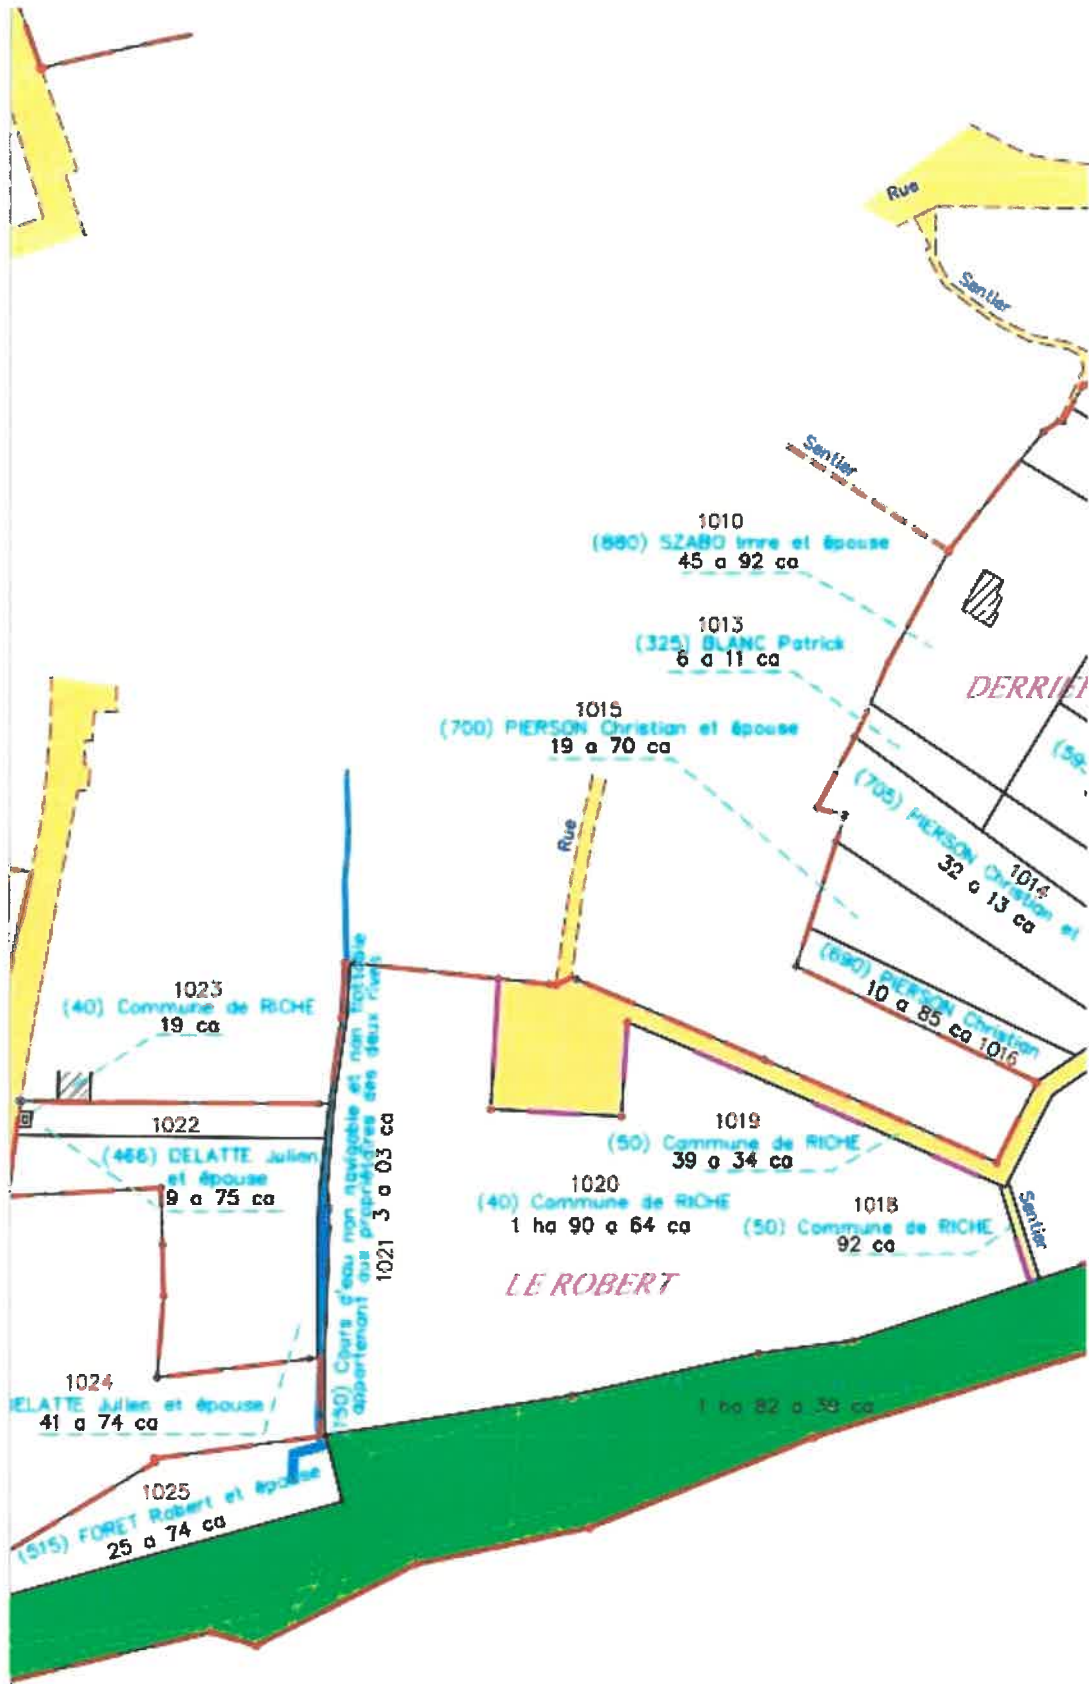 Rue
Sentier
Sentier
1010
(880) SZABO Imre et épouse
45 a 92 ca
1013
(325) BLANC Patrick
6 a 11 ca
DERRIER
1015
(700) PIERSON Christian et épouse
19 a 70 ca
(59-
(705) PIERSON Christian et
1014
32 a 13 ca
Rue
(690) PIERSON Christian
10 a 85 ca 1016
1023
(40) Commune de RICHE
19 ca
1022
(466) DELATTE Julien
et épouse
9 a 75 ca
150) Cours d'eau non navigable et non flottable
appartenant aux propriétaires des deux rives
1021 3 a 03 ca
1019
(50) Commune de RICHE
39 a 34 ca
1020
(40) Commune de RICHE
1 ha 90 a 64 ca
1018
(50) Commune de RICHE
92 ca
Sentier
LE ROBERT
1024
DELATTE Julien et épouse
41 a 74 ca
1 ha 82 a 39 ca
1025
(515) FORET Robert et épouse
25 a 74 ca